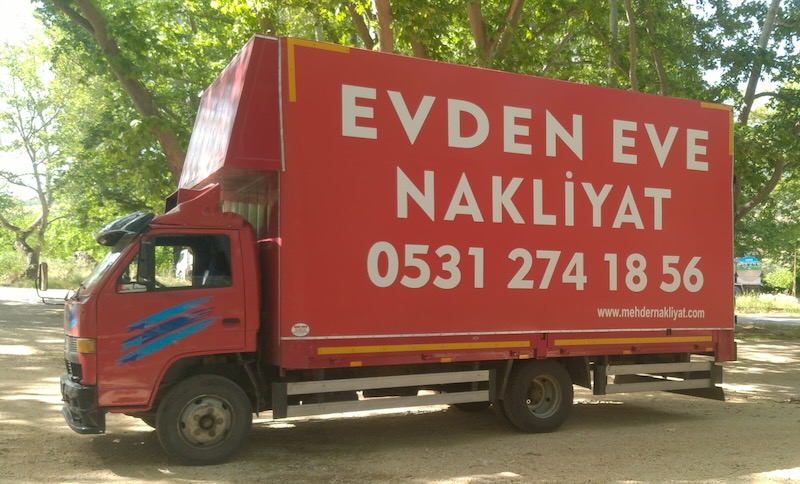 EVDEN EVE
NAKLİYAT
0531 274 18 56
www.mehdernakliyat.com